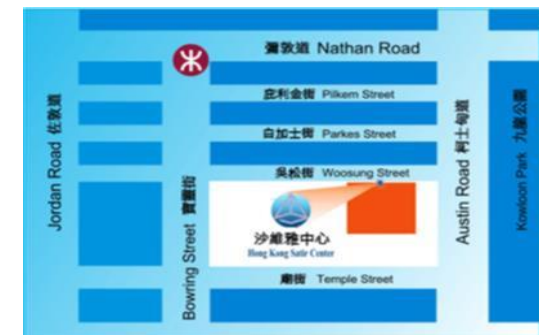 彌敦道 Nathan Road
庇利金街 Pilkem Street
白加士街 Parkes Street
吳松街 Woosung Street
沙維雅中心
Hong Kong Satir Center
廟街 Temple Street
Jordan Road 佐敦道
Bowring Street 寶靈街
Austin Road 柯士甸道
Kowloon Park 九龍公園